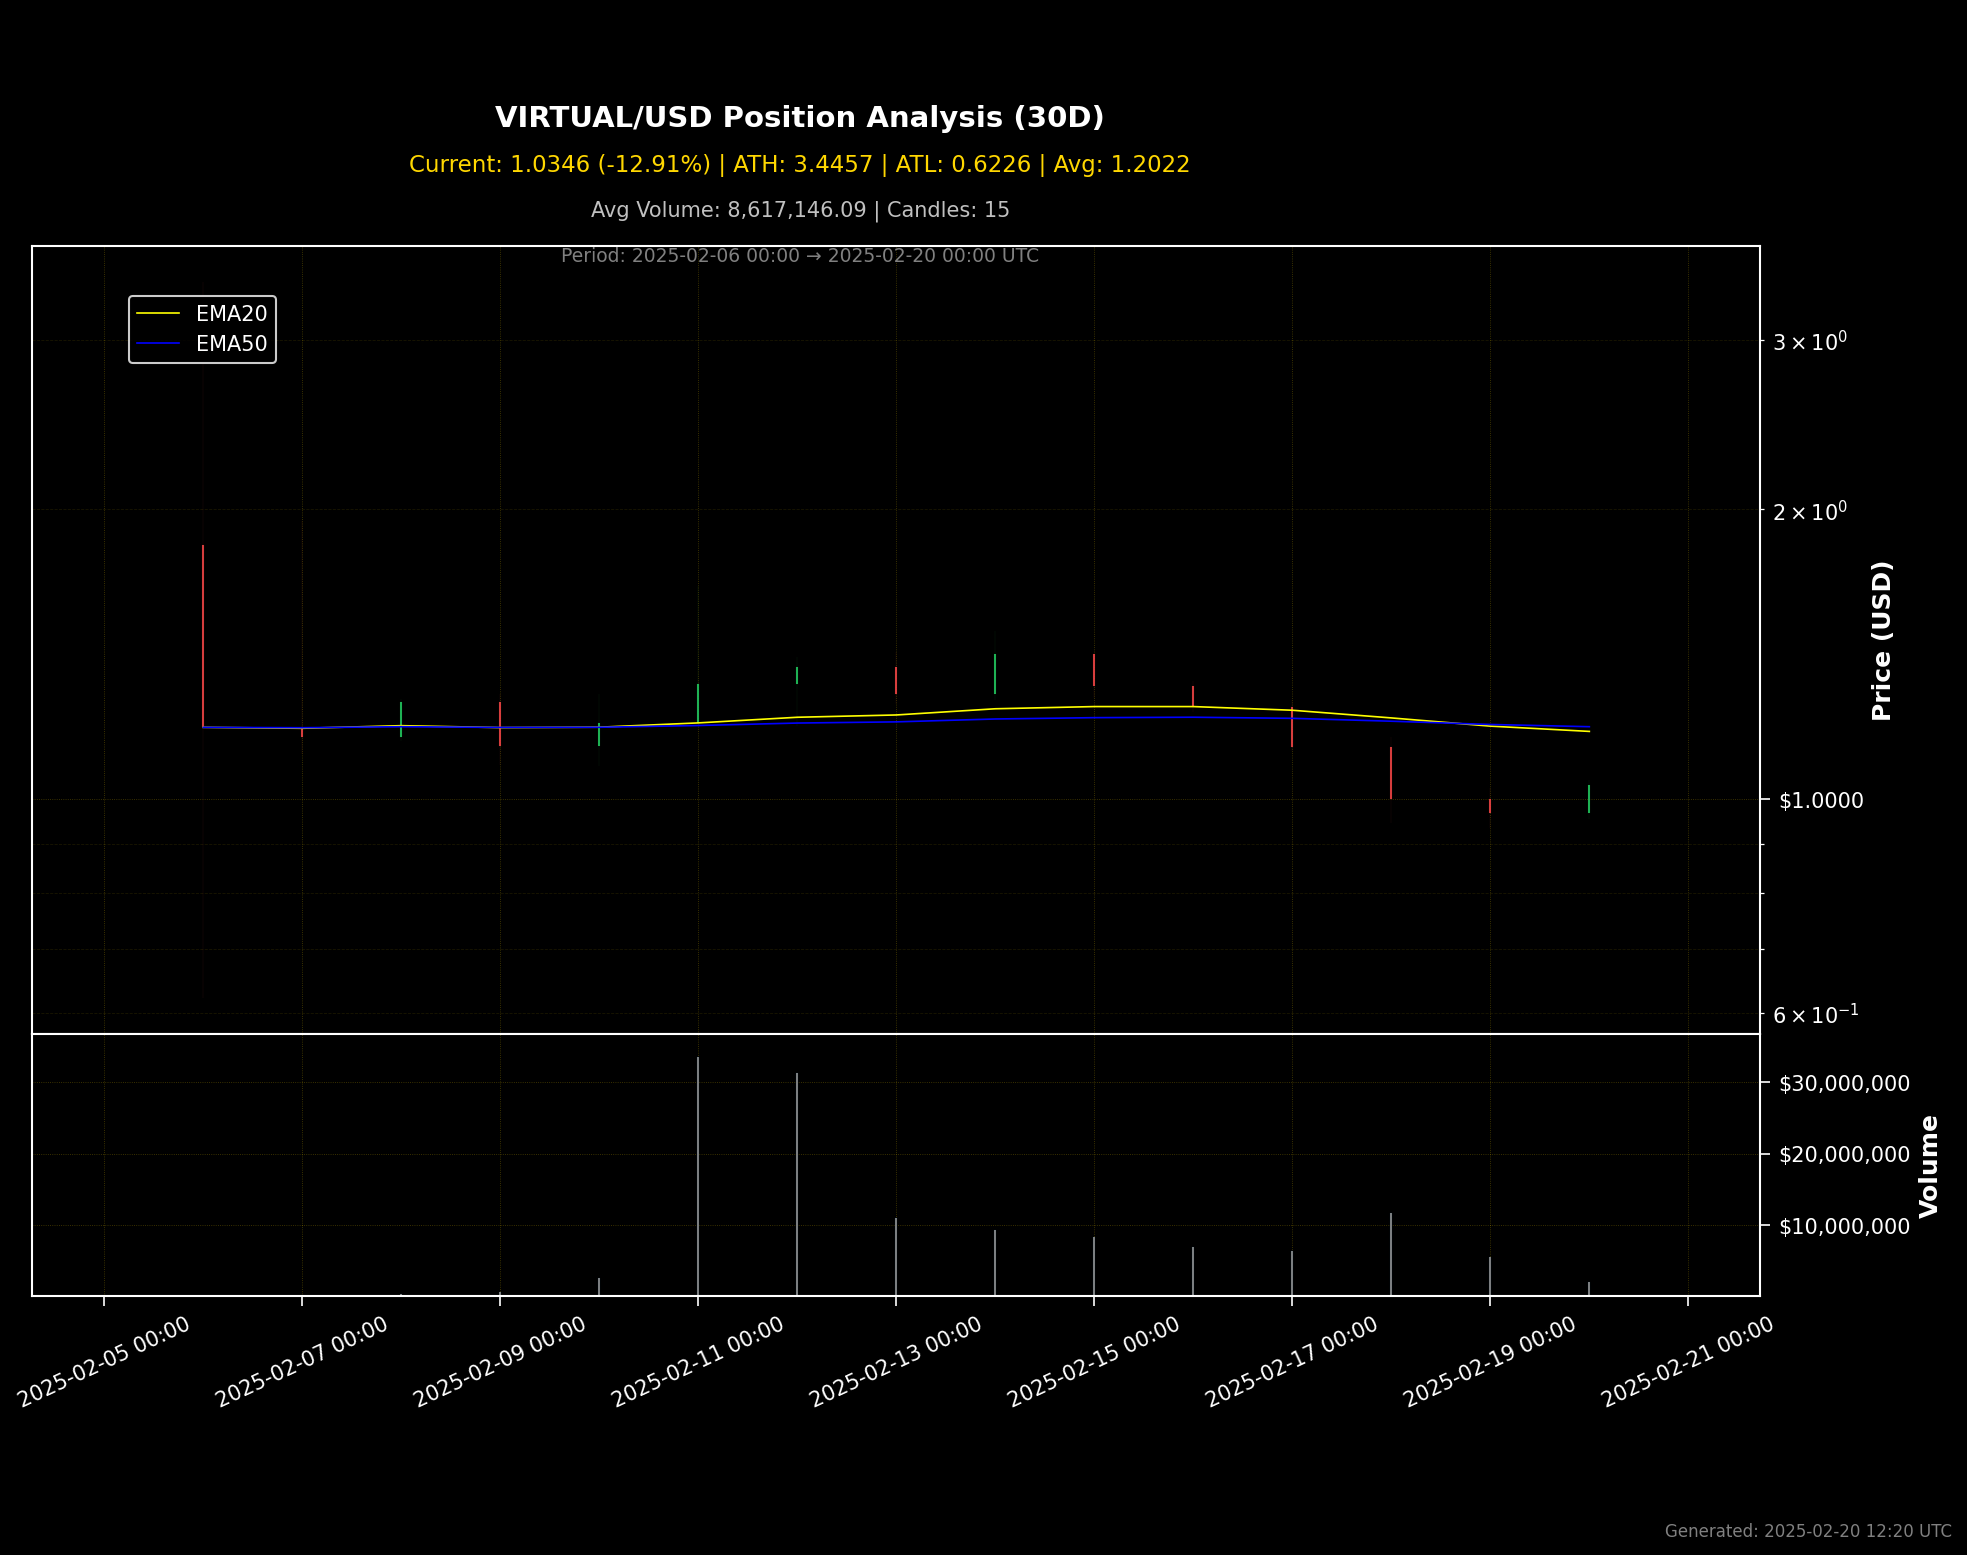 VIRTUAL/USD Position Analysis (30D)
Current: 1.0346 (-12.91%) | ATH: 3.4457 | ATL: 0.6226 | Avg: 1.2022
Avg Volume: 8,617,146.09 | Candles: 15
Period: 2025-02-06 00:00 → 2025-02-20 00:00 UTC
EMA20
EMA50
3 × 10⁰
2 × 10⁰
$1.0000
6 × 10⁻¹
Price (USD)
$30,000,000
$20,000,000
$10,000,000
Volume
2025-02-05 00:00
2025-02-07 00:00
2025-02-09 00:00
2025-02-11 00:00
2025-02-13 00:00
2025-02-15 00:00
2025-02-17 00:00
2025-02-19 00:00
2025-02-21 00:00
Generated: 2025-02-20 12:20 UTC